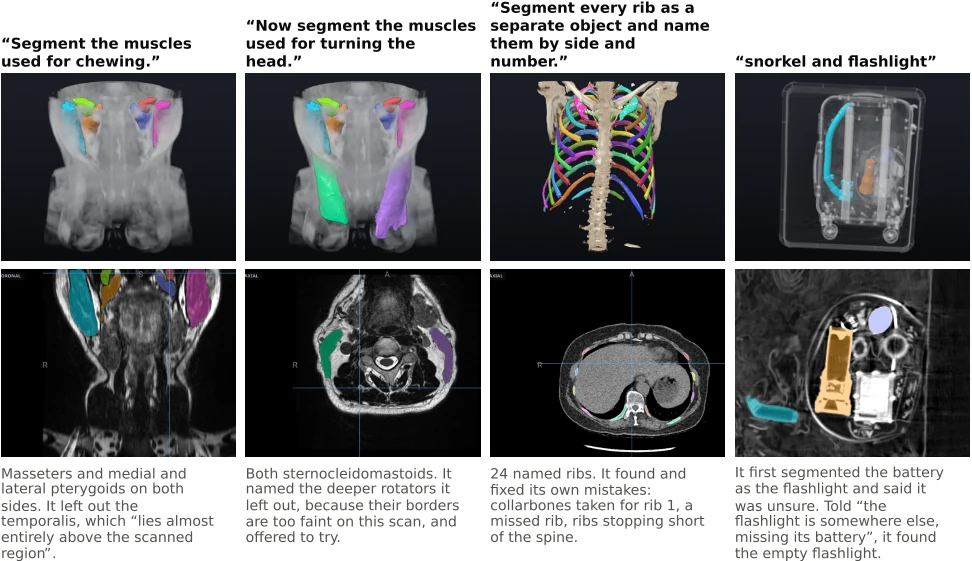 “Segment the muscles
used for chewing.”
“Now segment the muscles
used for turning the
head.”
“Segment every rib as a
separate object and name
them by side and
number.”
“snorkel and flashlight”
ORONAL
S
R
AXIAL
A
R
AXIAL
A
R
Masseters and medial and
lateral pterygoids on both
sides. It left out the
temporalis, which “lies almost
entirely above the scanned
region”.
Both sternocleidomastoids. It
named the deeper rotators it
left out, because their borders
are too faint on this scan, and
offered to try.
24 named ribs. It found and
fixed its own mistakes:
collarbones taken for rib 1, a
missed rib, ribs stopping short
of the spine.
It first segmented the battery
as the flashlight and said it
was unsure. Told “the
flashlight is somewhere else,
missing its battery”, it found
the empty flashlight.